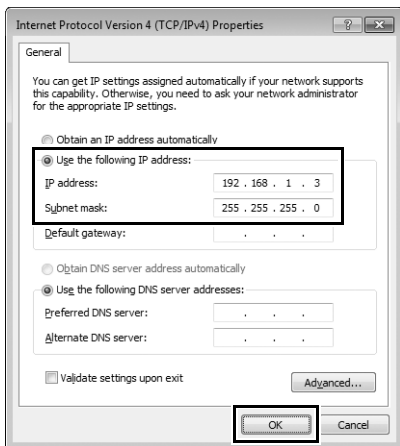 Internet Protocol Version 4 (TCP/IPv4) Properties
General
You can get IP settings assigned automatically if your network supports
this capability. Otherwise, you need to ask your network administrator
for the appropriate IP settings.
Obtain an IP address automatically
Use the following IP address:
IP address: 192 . 168 . 1 . 3
Subnet mask: 255 . 255 . 255 . 0
Default gateway: . . .
Obtain DNS server address automatically
Use the following DNS server addresses:
Preferred DNS server: . . .
Alternate DNS server: . . .
Validate settings upon exit
Advanced...
OK Cancel